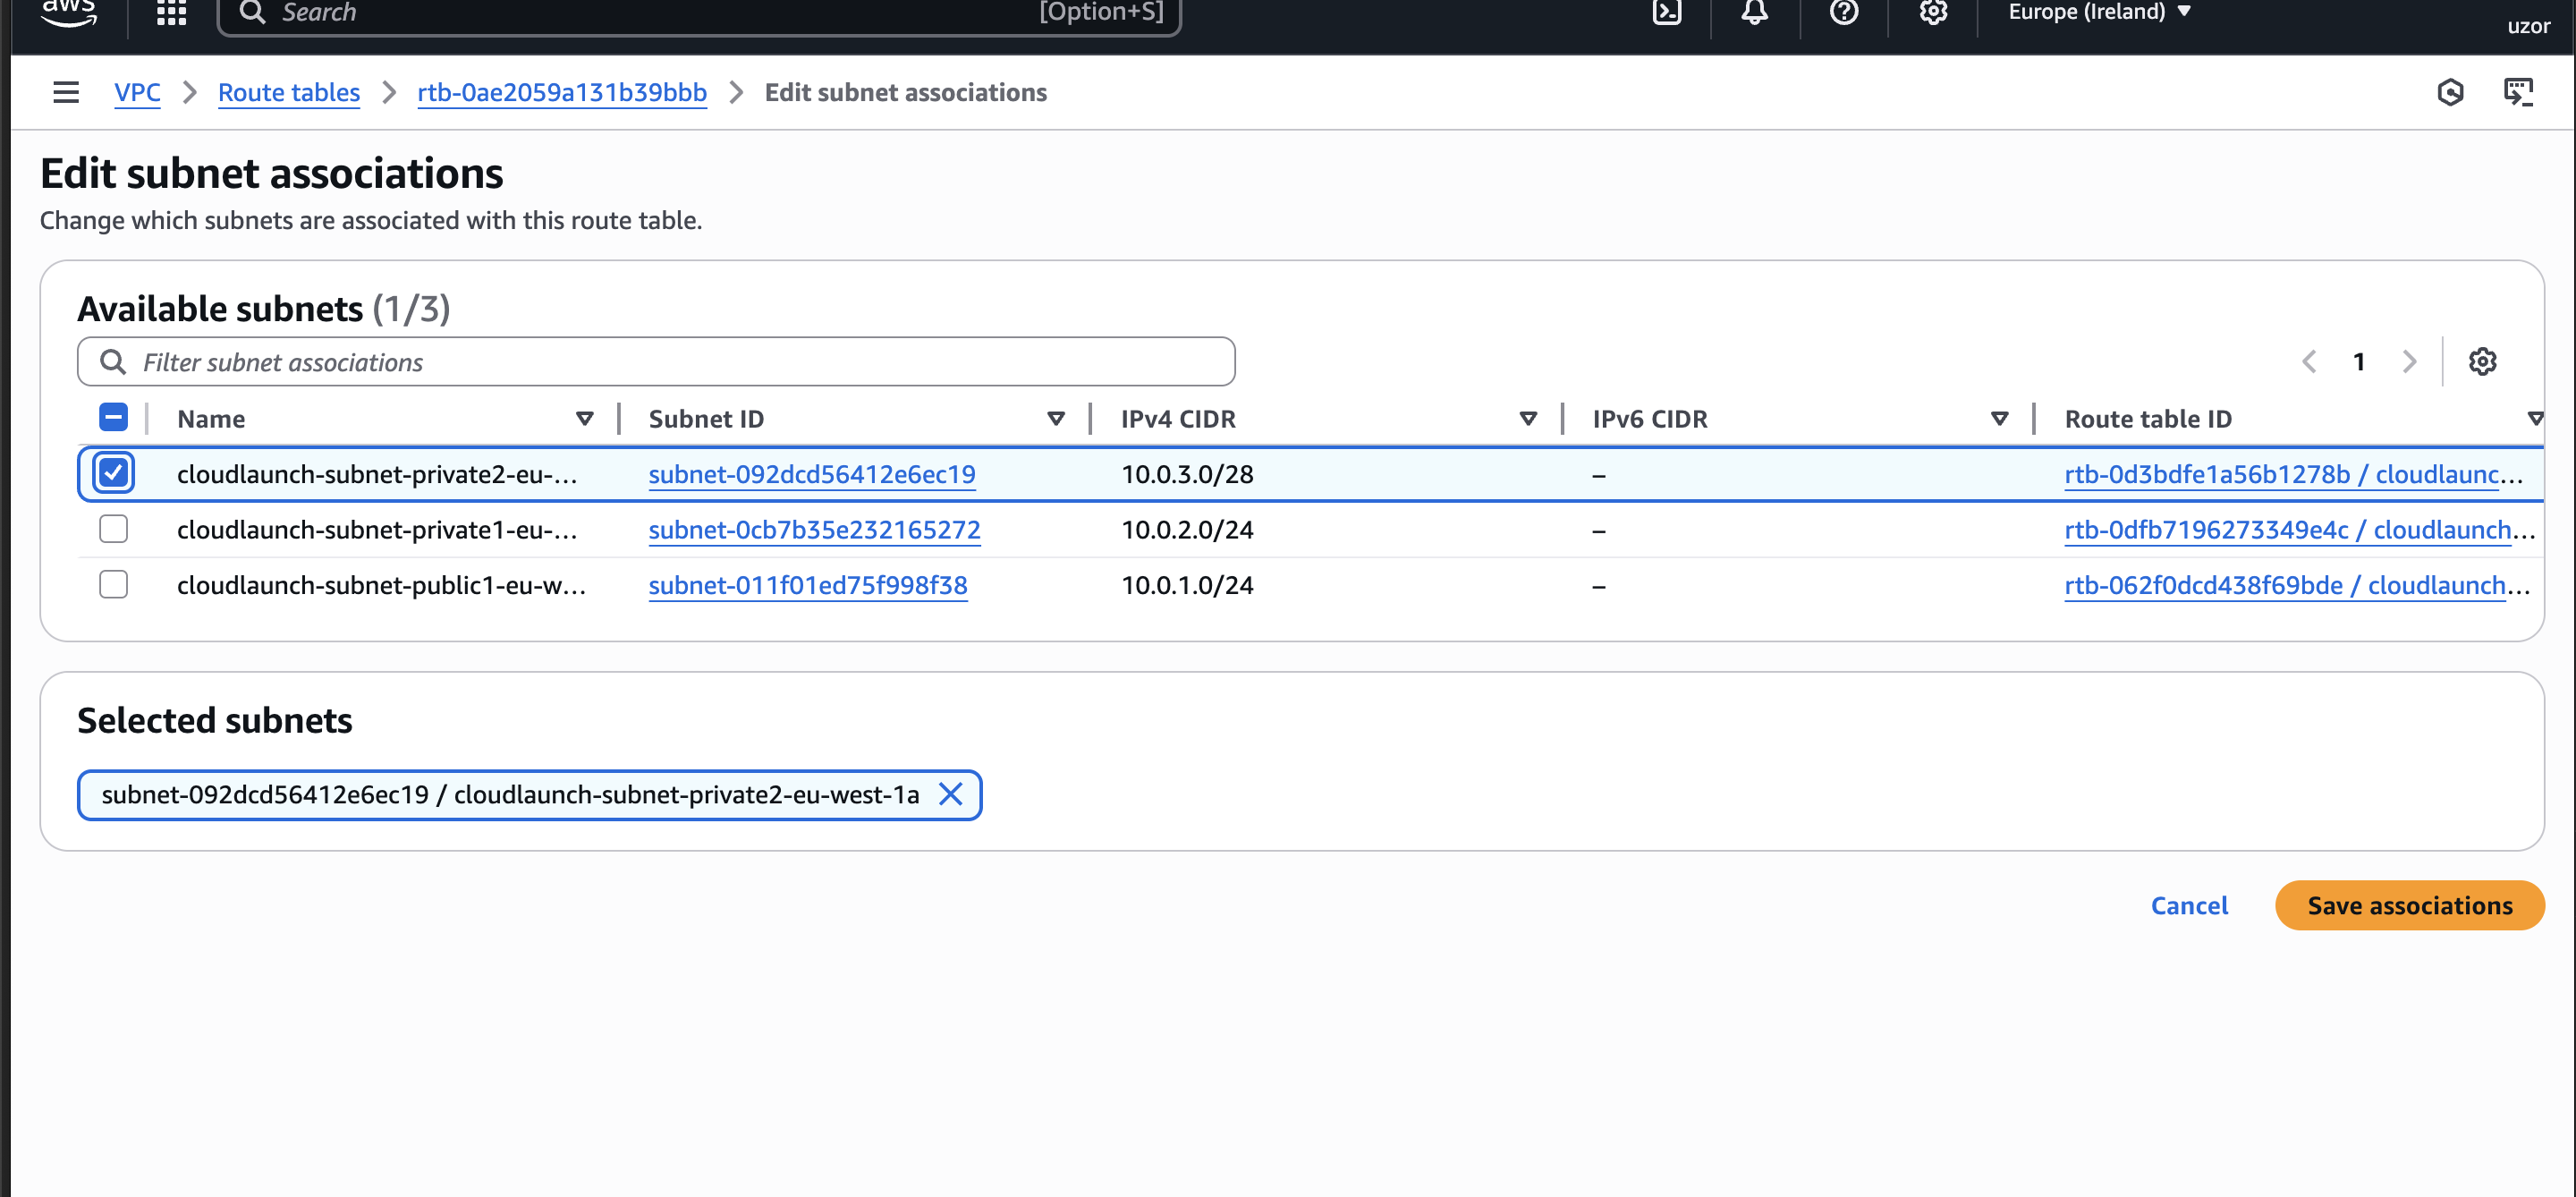 aws Search [Option+S] Europe (Ireland) uzor
VPC Route tables rtb-0ae2059a131b39bbb Edit subnet associations
Edit subnet associations
Change which subnets are associated with this route table.
Available subnets (1/3)
Filter subnet associations 1
Name Subnet ID IPv4 CIDR IPv6 CIDR Route table ID
cloudlaunch-subnet-private2-eu-... subnet-092dcd56412e6ec19 10.0.3.0/28 – rtb-0d3bdfe1a56b1278b / cloudlaunc...
cloudlaunch-subnet-private1-eu-... subnet-0cb7b35e232165272 10.0.2.0/24 – rtb-0dfb7196273349e4c / cloudlaunch...
cloudlaunch-subnet-public1-eu-w... subnet-011f01ed75f998f38 10.0.1.0/24 – rtb-062f0dcd438f69bde / cloudlaunch...
Selected subnets
subnet-092dcd56412e6ec19 / cloudlaunch-subnet-private2-eu-west-1a
Cancel Save associations